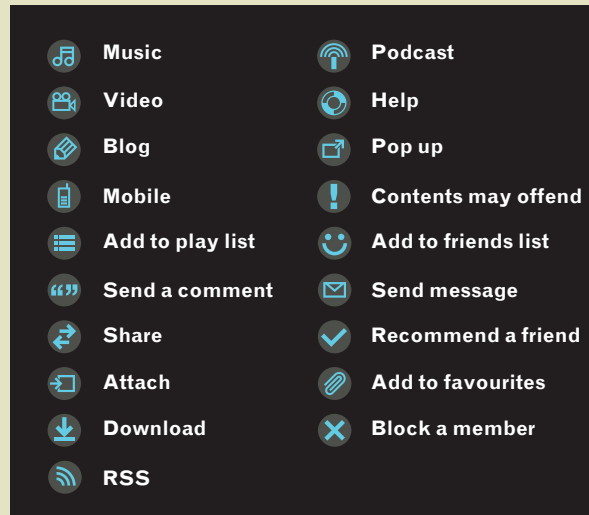 Music
Video
Blog
Mobile
Add to play list
Send a comment
Share
Attach
Download
RSS
Podcast
Help
Pop up
Contents may offend
Add to friends list
Send message
Recommend a friend
Add to favourites
Block a member